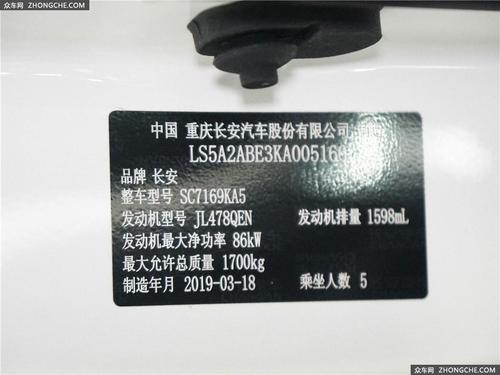 众车网 ZHONGCHE.COM
中国 重庆长安汽车股份有限公司 制造
LS5A2ABE3KA00516
品牌 长安
整车型号 SC7169KA5
发动机型号 JL478QEN 发动机排量 1598mL
发动机最大净功率 86kW
最大允许总质量 1700kg
制造年月 2019-03-18 乘坐人数 5
众车网 ZHONGCHE.COM